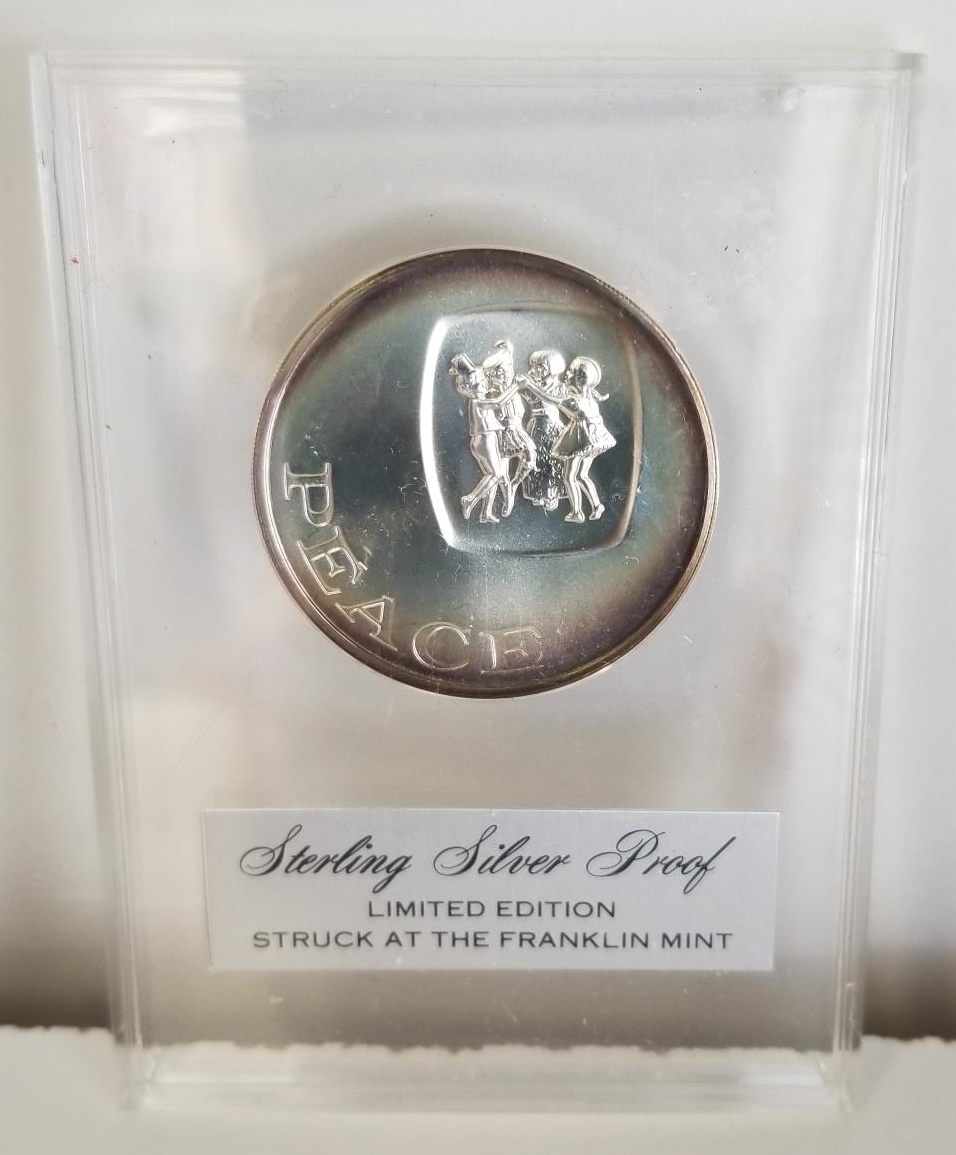 PEACE
Sterling Silver Proof
LIMITED EDITION
STRUCK AT THE FRANKLIN MINT